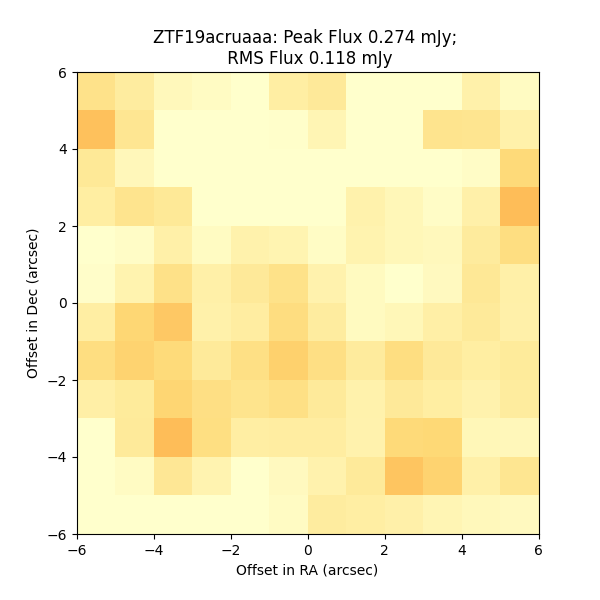 ZTF19acruaaa: Peak Flux 0.274 mJy;
RMS Flux 0.118 mJy
6
4
2
0
−2
−4
−6
Offset in Dec (arcsec)
−6 −4 −2 0 2 4 6
Offset in RA (arcsec)